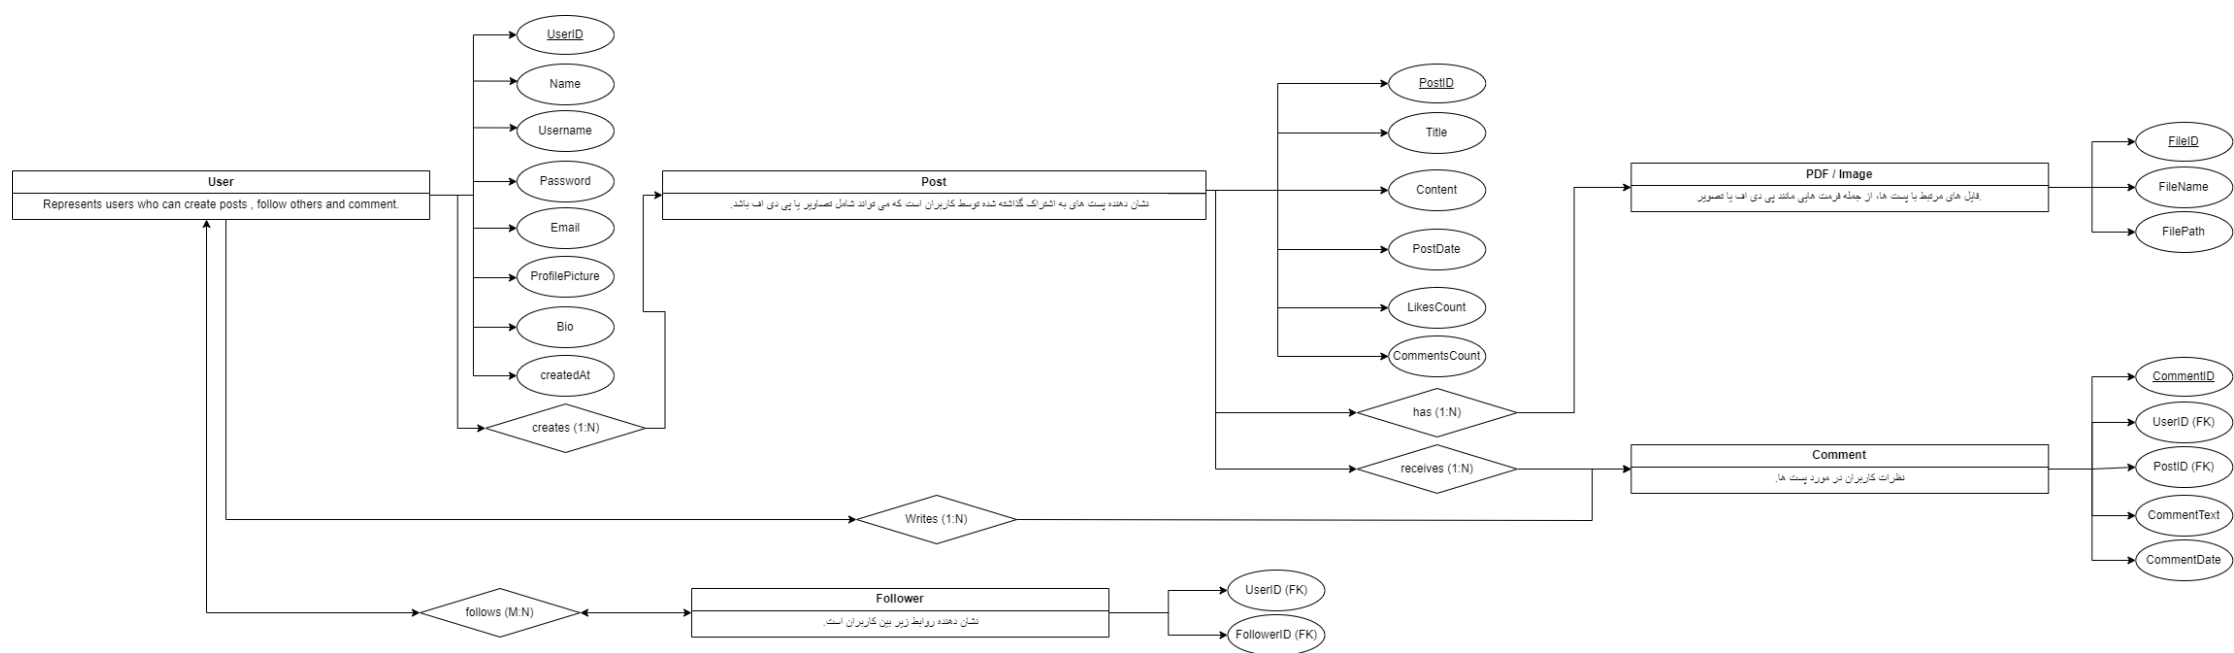 User
Represents users who can create posts , follow others and comment.
UserID
Name
Username
Password
Email
ProfilePicture
Bio
createdAt
creates (1:N)
Post
نشان دهنده پست های به اشتراک گذاشته شده توسط کاربران است که می تواند شامل تصاویر یا پی دی اف باشد.
PostID
Title
Content
PostDate
LikesCount
CommentsCount
has (1:N)
receives (1:N)
PDF / Image
فایل های مرتبط با پست ها، از جمله فرمت هایی مانند پی دی اف یا تصویر.
FileID
FileName
FilePath
Comment
نظرات کاربران در مورد پست ها.
CommentID
UserID (FK)
PostID (FK)
CommentText
CommentDate
Writes (1:N)
follows (M:N)
Follower
نشان دهنده روابط زیر بین کاربران است.
UserID (FK)
FollowerID (FK)